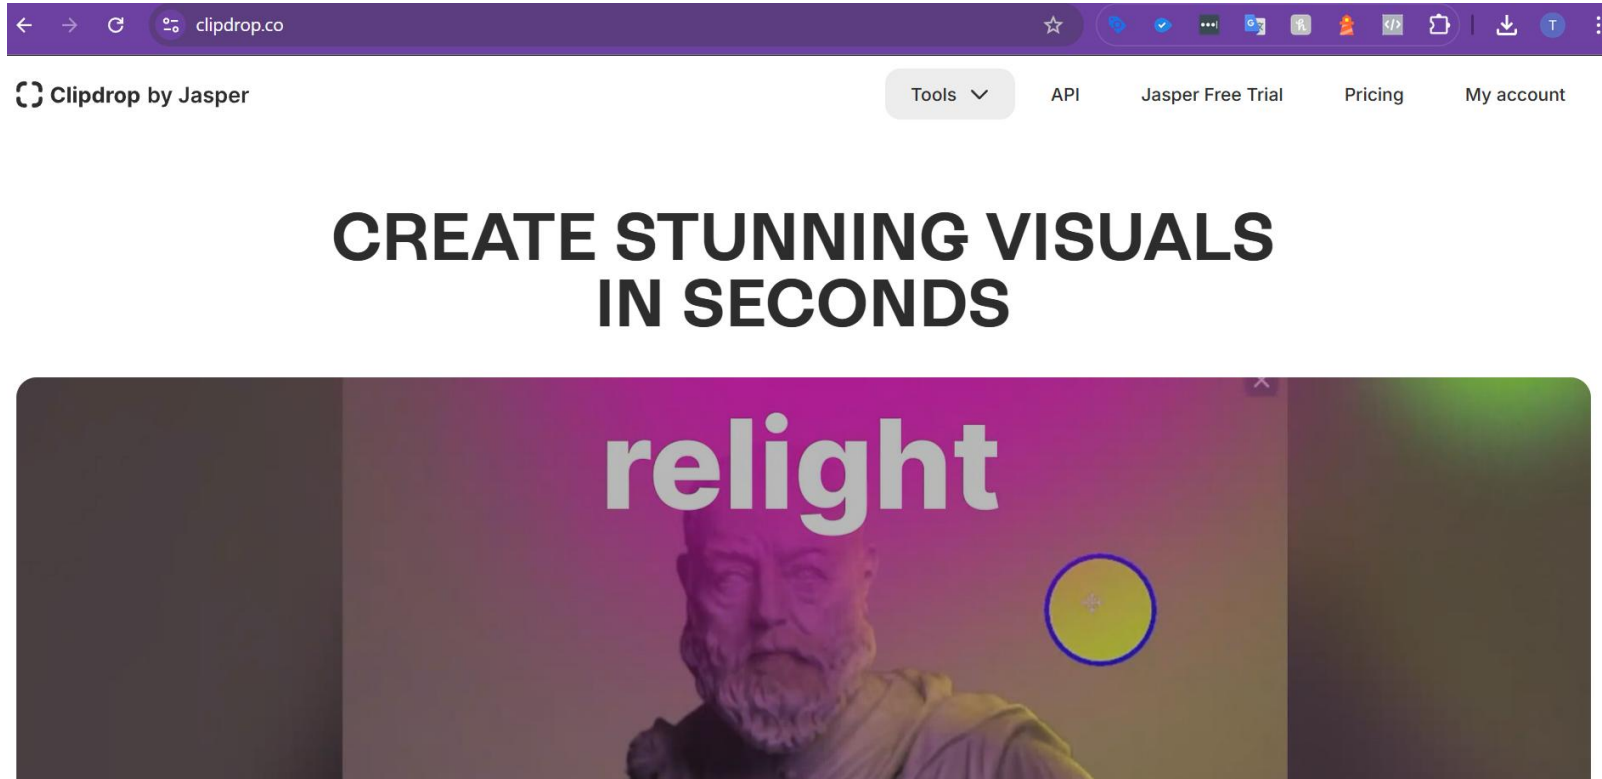 clipdrop.co
T
Clipdrop by Jasper
Tools
API
Jasper Free Trial
Pricing
My account
CREATE STUNNING VISUALS
IN SECONDS
relight